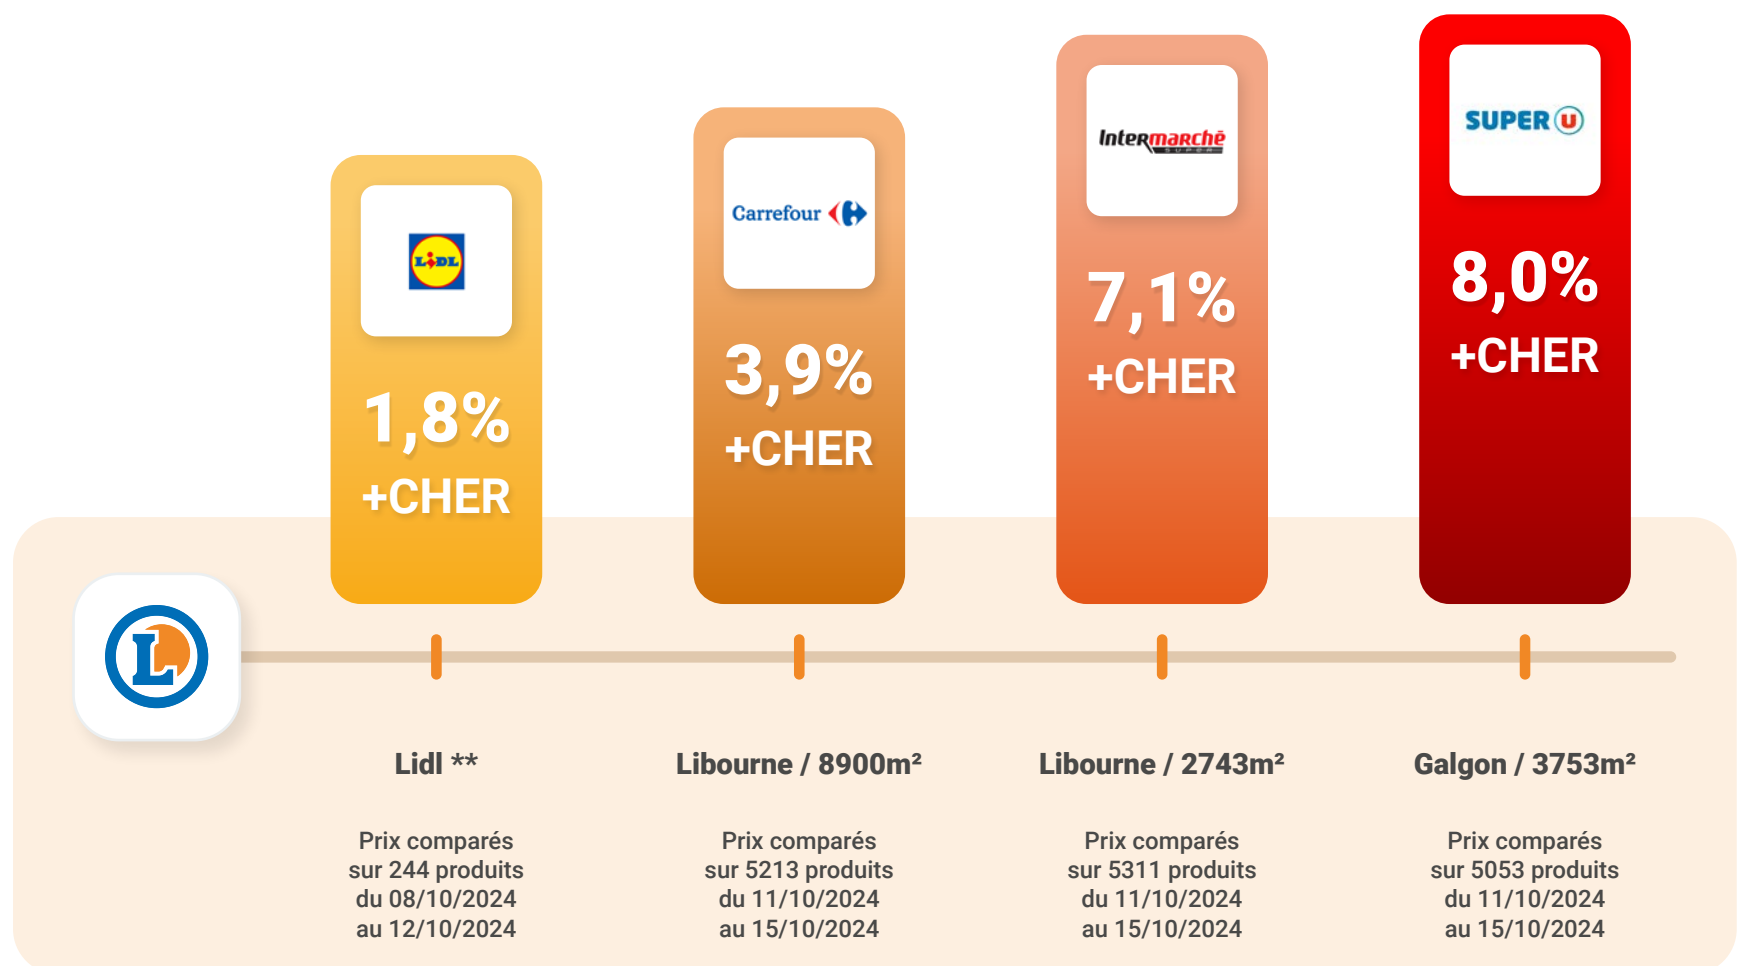 LIDL
1,8%
+CHER
Carrefour
3,9%
+CHER
Intermarchē
SUPER
7,1%
+CHER
SUPER U
8,0%
+CHER
L
Lidl **
Prix comparés
sur 244 produits
du 08/10/2024
au 12/10/2024
Libourne / 8900m²
Prix comparés
sur 5213 produits
du 11/10/2024
au 15/10/2024
Libourne / 2743m²
Prix comparés
sur 5311 produits
du 11/10/2024
au 15/10/2024
Galgon / 3753m²
Prix comparés
sur 5053 produits
du 11/10/2024
au 15/10/2024